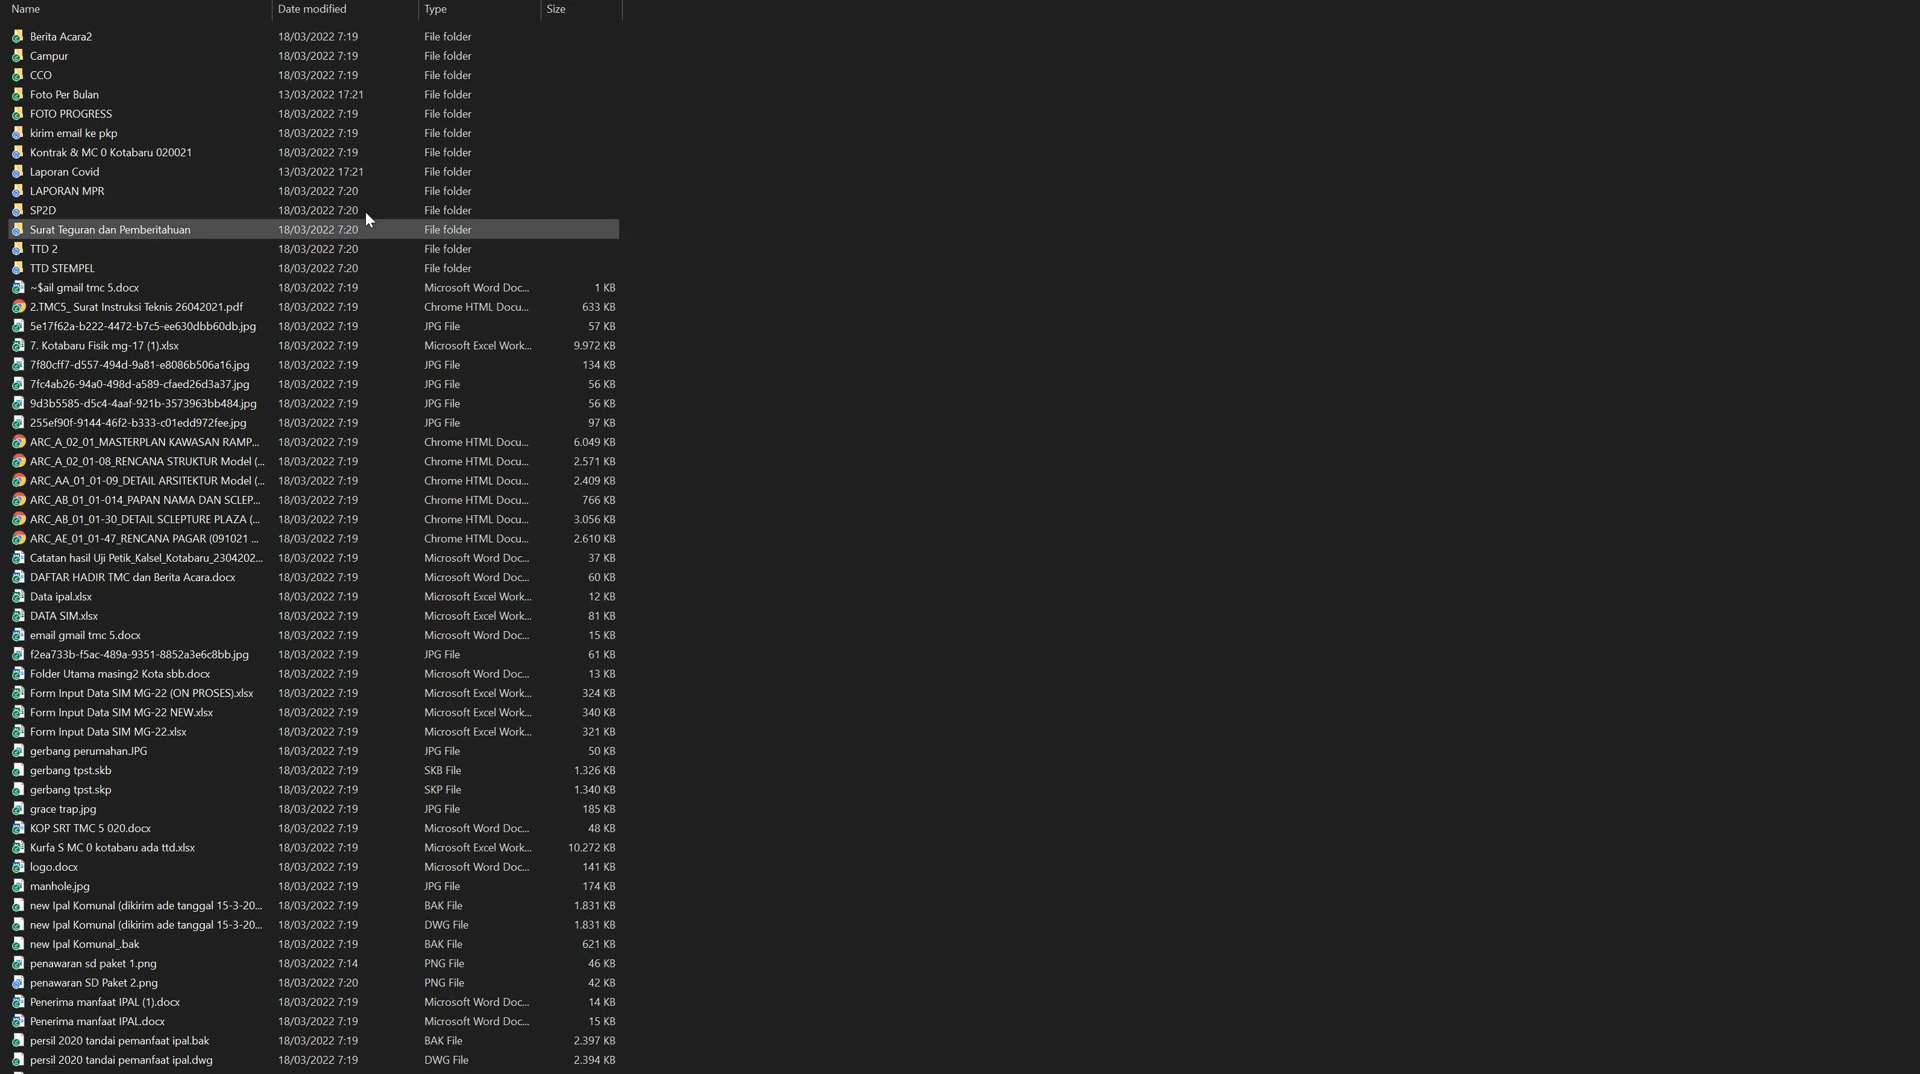 Name Date modified Type Size
Berita Acara2 18/03/2022 7:19 File folder
Campur 18/03/2022 7:19 File folder
CCO 18/03/2022 7:19 File folder
Foto Per Bulan 13/03/2022 17:21 File folder
FOTO PROGRESS 18/03/2022 7:19 File folder
kirim email ke pkp 18/03/2022 7:19 File folder
Kontrak & MC 0 Kotabaru 020021 18/03/2022 7:19 File folder
Laporan Covid 13/03/2022 17:21 File folder
LAPORAN MPR 18/03/2022 7:20 File folder
SP2D 18/03/2022 7:20 File folder
Surat Teguran dan Pemberitahuan 18/03/2022 7:20 File folder
TTD 2 18/03/2022 7:20 File folder
TTD STEMPEL 18/03/2022 7:20 File folder
~$ail gmail tmc 5.docx 18/03/2022 7:19 Microsoft Word Doc... 1 KB
2.TMC5_ Surat Instruksi Teknis 26042021.pdf 18/03/2022 7:19 Chrome HTML Docu... 633 KB
5e17f62a-b222-4472-b7c5-ee630dbb60db.jpg 18/03/2022 7:19 JPG File 57 KB
7. Kotabaru Fisik mg-17 (1).xlsx 18/03/2022 7:19 Microsoft Excel Work... 9.972 KB
7f80cff7-d557-494d-9a81-e8086b506a16.jpg 18/03/2022 7:19 JPG File 134 KB
7fc4ab26-94a0-498d-a589-cfaed26d3a37.jpg 18/03/2022 7:19 JPG File 56 KB
9d3b5585-d5c4-4aaf-921b-3573963bb484.jpg 18/03/2022 7:19 JPG File 56 KB
255ef90f-9144-46f2-b333-c01edd972fee.jpg 18/03/2022 7:19 JPG File 97 KB
ARC_A_02_01_MASTERPLAN KAWASAN RAMP... 18/03/2022 7:19 Chrome HTML Docu... 6.049 KB
ARC_A_02_01-08_RENCANA STRUKTUR Model (... 18/03/2022 7:19 Chrome HTML Docu... 2.571 KB
ARC_AA_01_01-09_DETAIL ARSITEKTUR Model (... 18/03/2022 7:19 Chrome HTML Docu... 2.409 KB
ARC_AB_01_01-014_PAPAN NAMA DAN SCLEP... 18/03/2022 7:19 Chrome HTML Docu... 766 KB
ARC_AB_01_01-30_DETAIL SCLEPTURE PLAZA (... 18/03/2022 7:19 Chrome HTML Docu... 3.056 KB
ARC_AE_01_01-47_RENCANA PAGAR (091021 ... 18/03/2022 7:19 Chrome HTML Docu... 2.610 KB
Catatan hasil Uji Petik_Kalsel_Kotabaru_2304202... 18/03/2022 7:19 Microsoft Word Doc... 37 KB
DAFTAR HADIR TMC dan Berita Acara.docx 18/03/2022 7:19 Microsoft Word Doc... 60 KB
Data ipal.xlsx 18/03/2022 7:19 Microsoft Excel Work... 12 KB
DATA SIM.xlsx 18/03/2022 7:19 Microsoft Excel Work... 81 KB
email gmail tmc 5.docx 18/03/2022 7:19 Microsoft Word Doc... 15 KB
f2ea733b-f5ac-489a-9351-8852a3e6c8bb.jpg 18/03/2022 7:19 JPG File 61 KB
Folder Utama masing2 Kota sbb.docx 18/03/2022 7:19 Microsoft Word Doc... 13 KB
Form Input Data SIM MG-22 (ON PROSES).xlsx 18/03/2022 7:19 Microsoft Excel Work... 324 KB
Form Input Data SIM MG-22 NEW.xlsx 18/03/2022 7:19 Microsoft Excel Work... 340 KB
Form Input Data SIM MG-22.xlsx 18/03/2022 7:19 Microsoft Excel Work... 321 KB
gerbang perumahan.JPG 18/03/2022 7:19 JPG File 50 KB
gerbang tpst.skb 18/03/2022 7:19 SKB File 1.326 KB
gerbang tpst.skp 18/03/2022 7:19 SKP File 1.340 KB
grace trap.jpg 18/03/2022 7:19 JPG File 185 KB
KOP SRT TMC 5 020.docx 18/03/2022 7:19 Microsoft Word Doc... 48 KB
Kurfa S MC 0 kotabaru ada ttd.xlsx 18/03/2022 7:19 Microsoft Excel Work... 10.272 KB
logo.docx 18/03/2022 7:19 Microsoft Word Doc... 141 KB
manhole.jpg 18/03/2022 7:19 JPG File 174 KB
new Ipal Komunal (dikirim ade tanggal 15-3-20... 18/03/2022 7:19 BAK File 1.831 KB
new Ipal Komunal (dikirim ade tanggal 15-3-20... 18/03/2022 7:19 DWG File 1.831 KB
new Ipal Komunal_.bak 18/03/2022 7:19 BAK File 621 KB
penawaran sd paket 1.png 18/03/2022 7:14 PNG File 46 KB
penawaran SD Paket 2.png 18/03/2022 7:20 PNG File 42 KB
Penerima manfaat IPAL (1).docx 18/03/2022 7:19 Microsoft Word Doc... 14 KB
Penerima manfaat IPAL.docx 18/03/2022 7:19 Microsoft Word Doc... 15 KB
persil 2020 tandai pemanfaat ipal.bak 18/03/2022 7:19 BAK File 2.397 KB
persil 2020 tandai pemanfaat ipal.dwg 18/03/2022 7:19 DWG File 2.394 KB